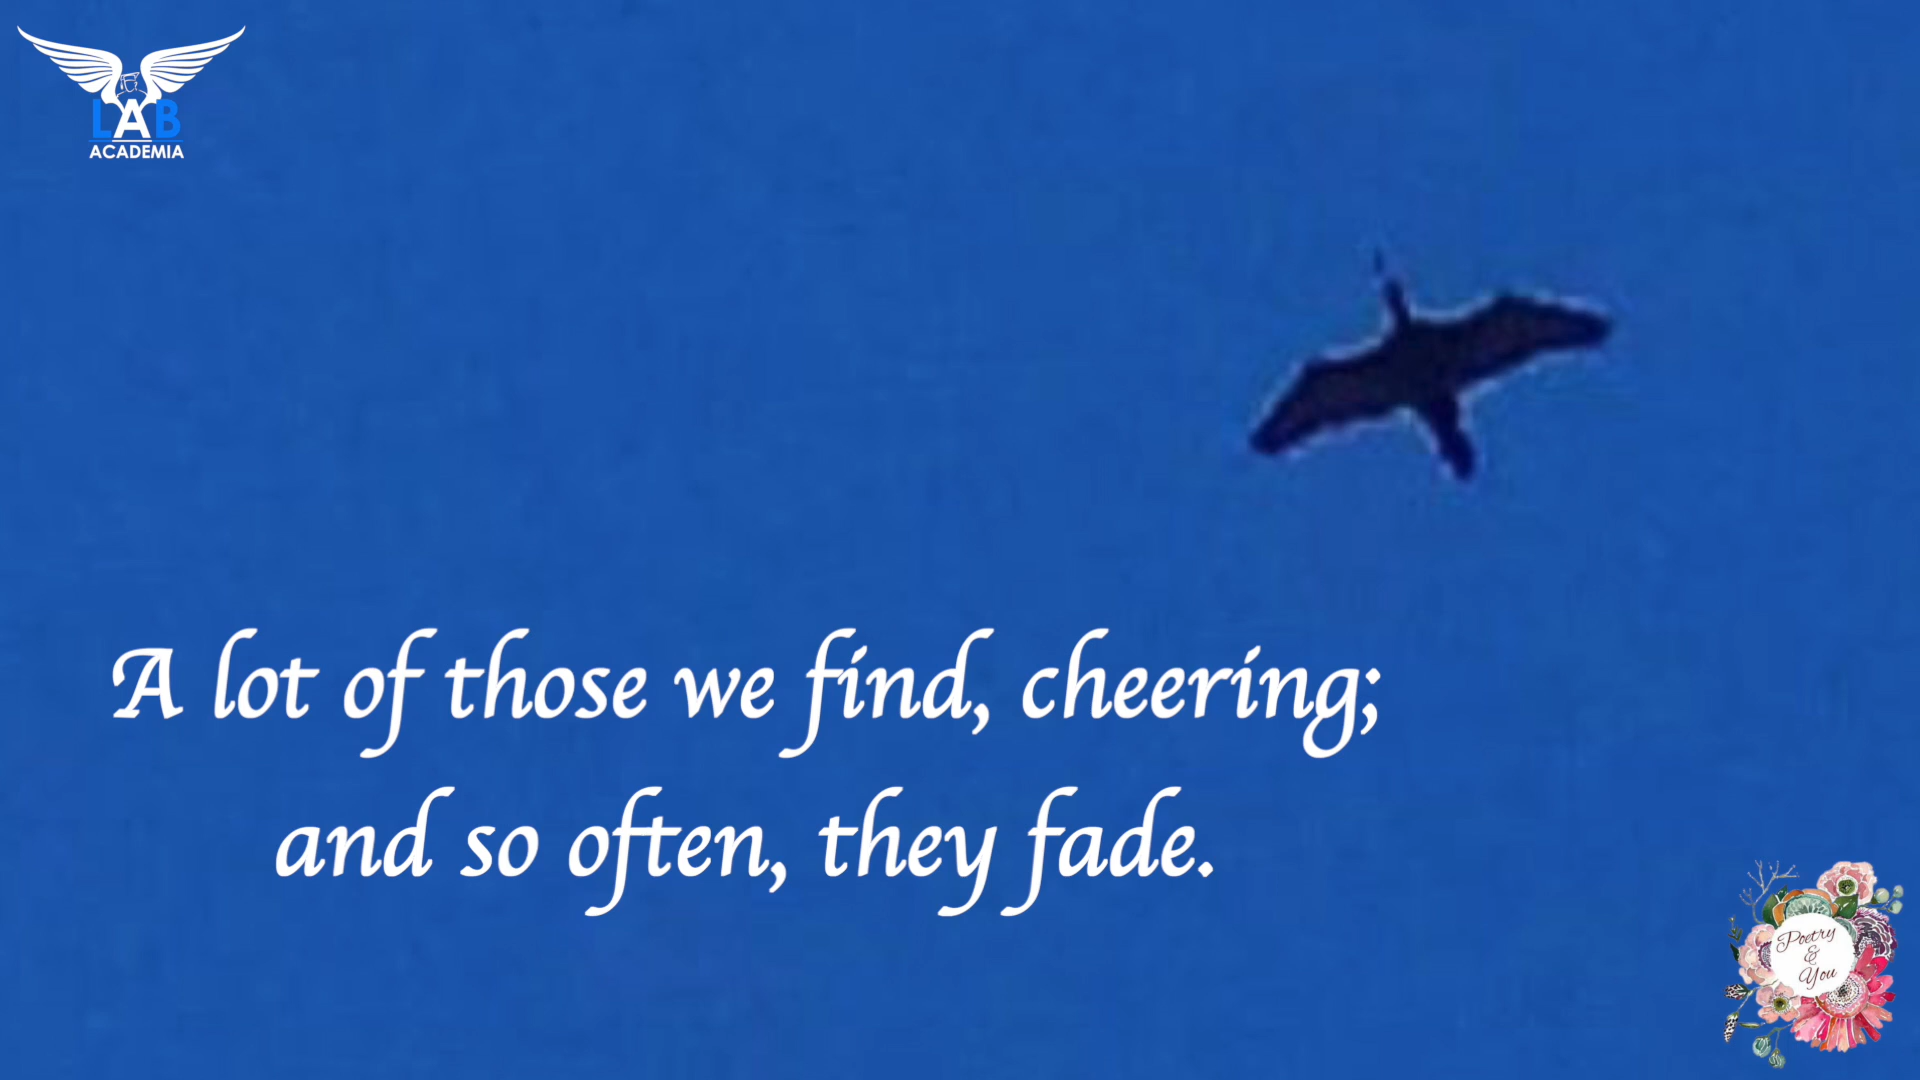 LAB
ACADEMIA
A lot of those we find, cheering;
and so often, they fade.
Poetry
&
You